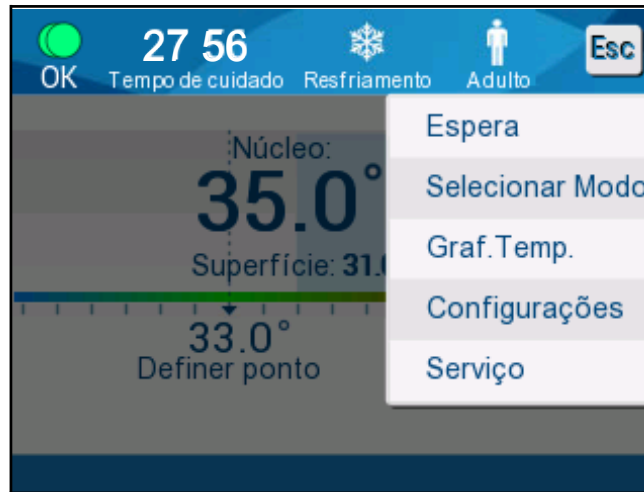 27 56
Esc
OK Tempo de cuidado Resfriamento Adulto
Núcleo:
35.0°
Superfície: 31.
33.0°
Definer ponto
Espera
Selecionar Modo
Graf.Temp.
Configurações
Serviço